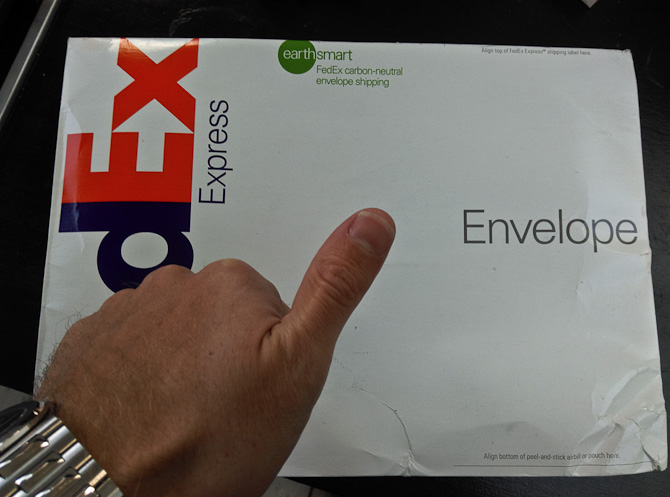 earthsmart
FedEx carbon-neutral
envelope shipping
Align top of FedEx Express® shipping label here.
dEx
Express
Envelope
Align bottom of peel-and-stick airbill or pouch here.